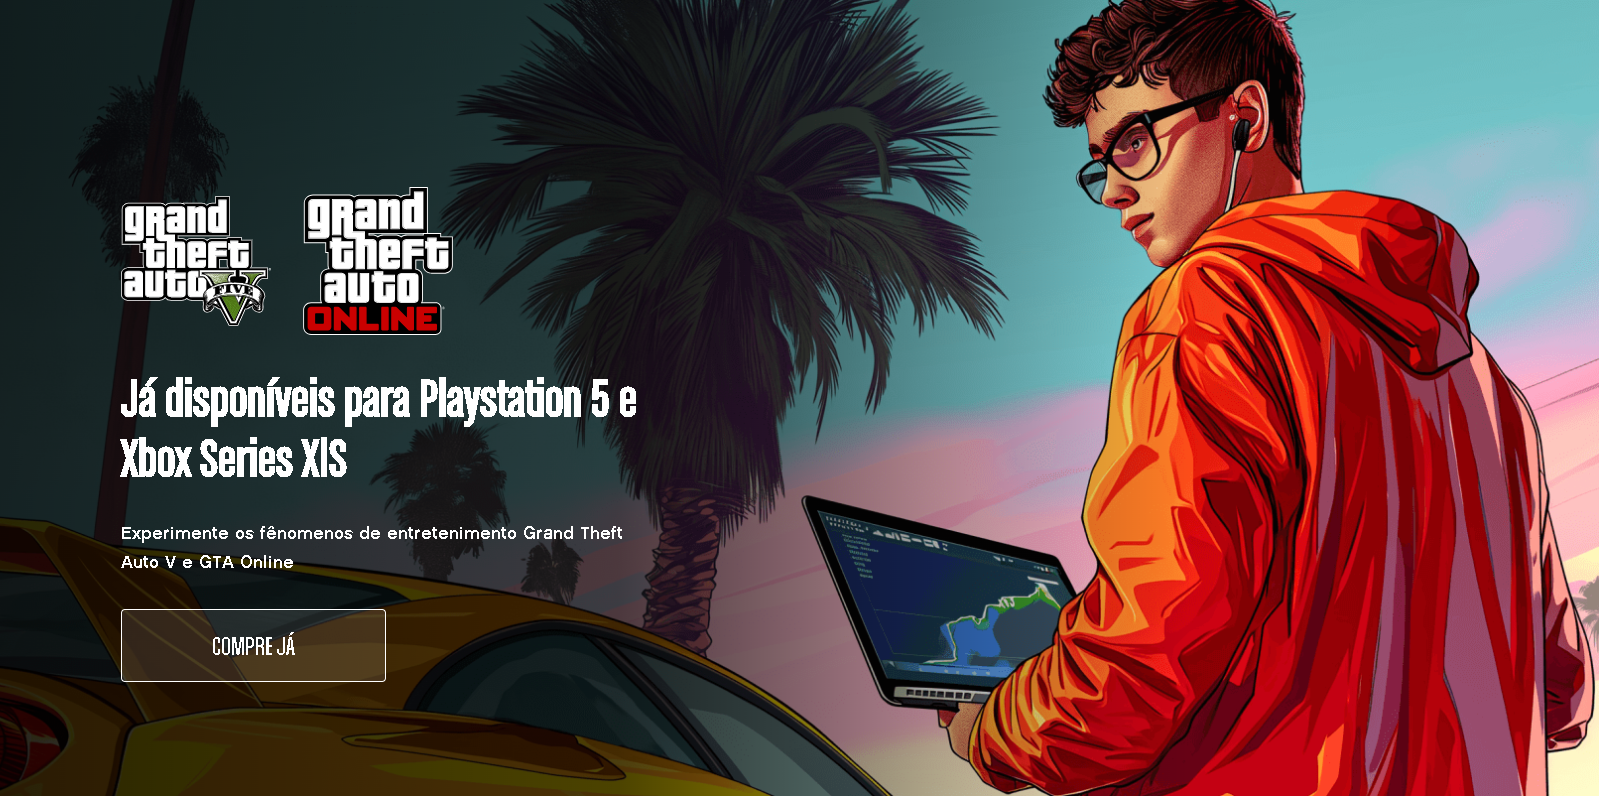 grand
theft
auto
FIVE
V
grand
theft
auto
ONLINE
Já disponíveis para Playstation 5 e
Xbox Series X|S
Experimente os fênomenos de entretenimento Grand Theft
Auto V e GTA Online
COMPRE JÁ